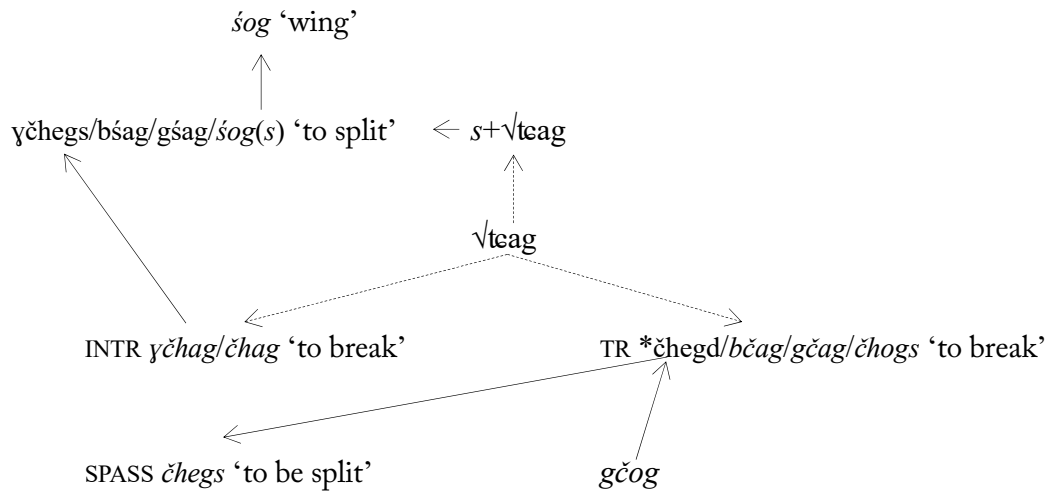 śog ‘wing’
ɣčhegs/bśag/gśag/śog(s) ‘to split’ s+√tɕag
√tɕag
INTR ɣčhag/čhag ‘to break’ TR *čhegd/bčag/gčag/čhogs ‘to break’
SPASS čhegs ‘to be split’ gčog